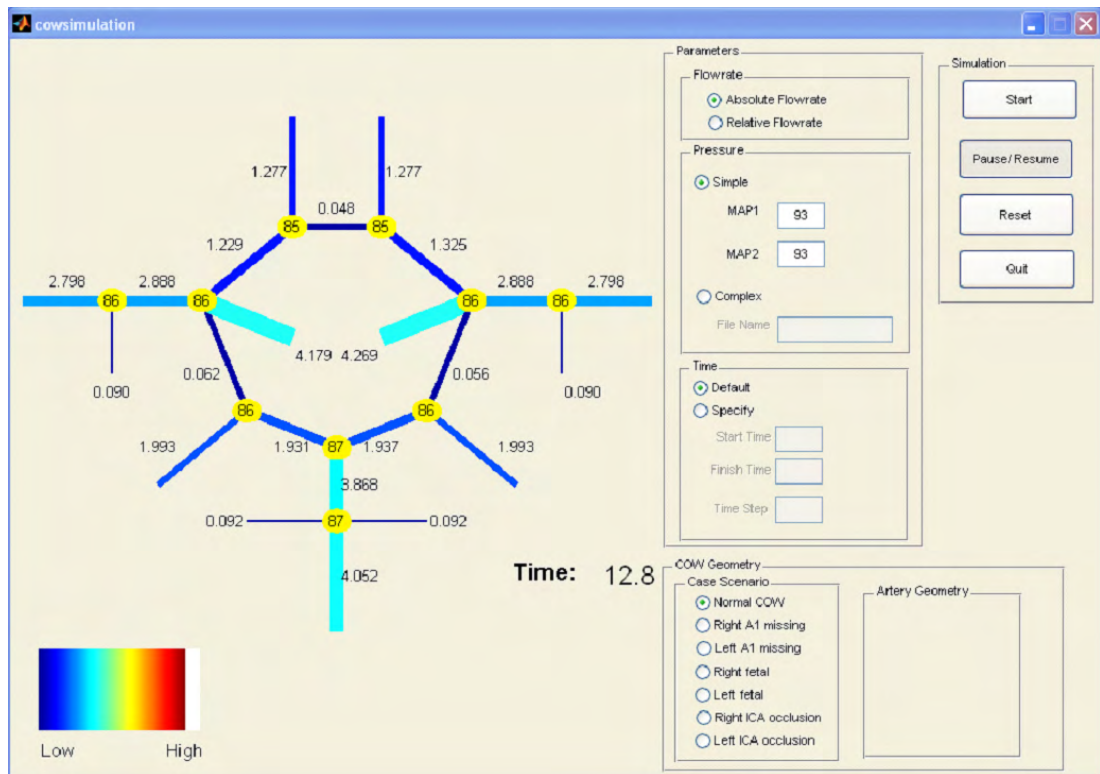 cowsimulation
1.277
1.277
0.048
85
85
1.229
1.325
2.798
2.888
2.888
2.798
86
86
86
86
4.179
4.269
0.062
0.056
0.090
0.090
86
86
1.993
1.931
87
1.937
1.993
3.868
0.092
87
0.092
4.052
Time: 12.8
Low
High
Parameters
Flowrate
Absolute Flowrate
Relative Flowrate
Pressure
Simple
MAP1 93
MAP2 93
Complex
File Name
Time
Default
Specify
Start Time
Finish Time
Time Step
Simulation
Start
Pause/Resume
Reset
Quit
COW Geometry
Case Scenario
Normal COW
Right A1 missing
Left A1 missing
Right fetal
Left fetal
Right ICA occlusion
Left ICA occlusion
Artery Geometry